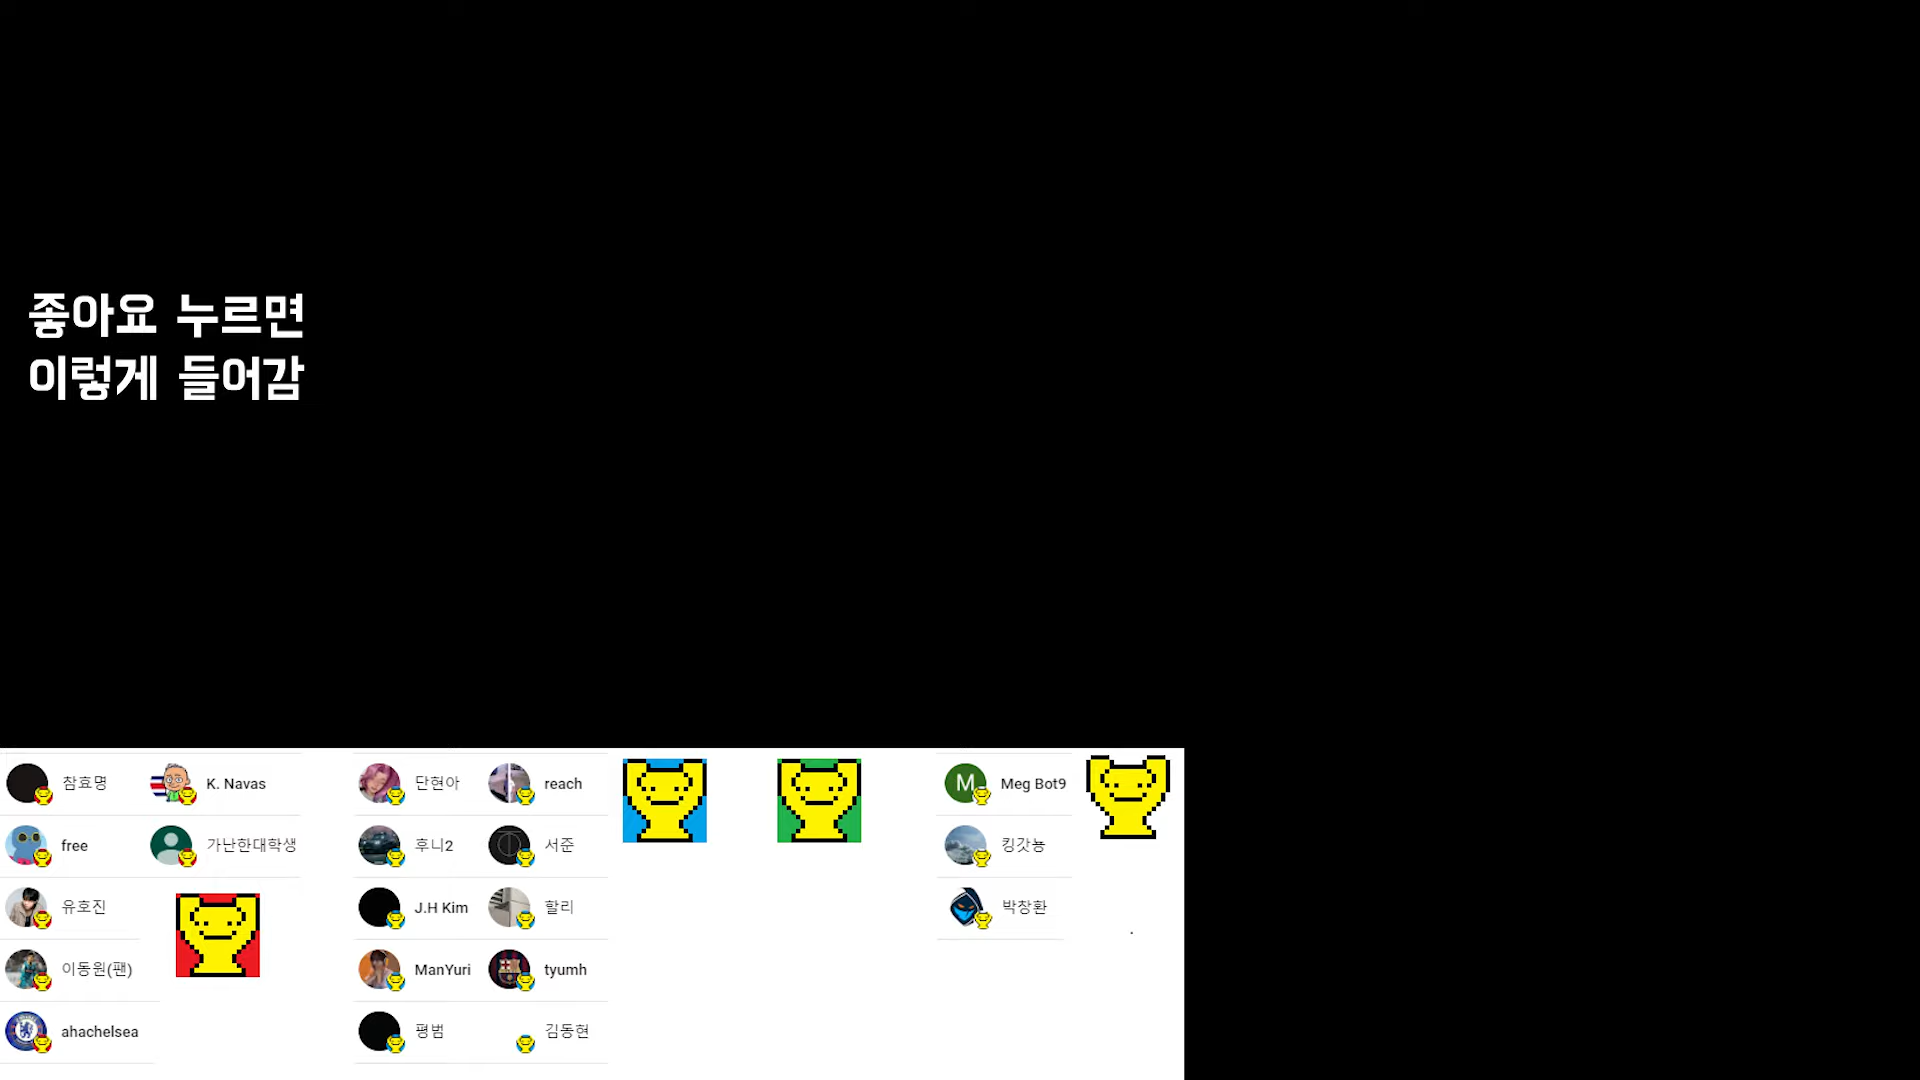 좋아요 누르면
이렇게 들어감
참효명
K. Navas
free
가난한대학생
유호진
이동원(팬)
ahachelsea
단현아
reach
후니2
서준
J.H Kim
할리
ManYuri
tyumh
평범
김동현
M
Meg Bot9
킹갓뇽
박창환